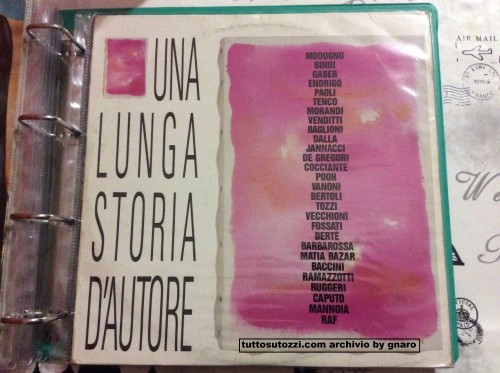 UNA
LUNGA
STORIA
D'AUTORE
MODUGNO
BINDI
GABER
ENDRIGO
PAOLI
TENCO
MORANDI
VENDITTI
BAGLIONI
DALLA
JANNACCI
DE GREGORI
COCCIANTE
POOH
VANONI
BERTOLI
TOZZI
VECCHIONI
FOSSATI
BERTE
BARBAROSSA
MATIA BAZAR
BACCINI
RAMAZZOTTI
RUGGERI
CAPUTO
MANNOIA
RAF
tuttosutozzi.com archivio by gnaro
AIR MAIL